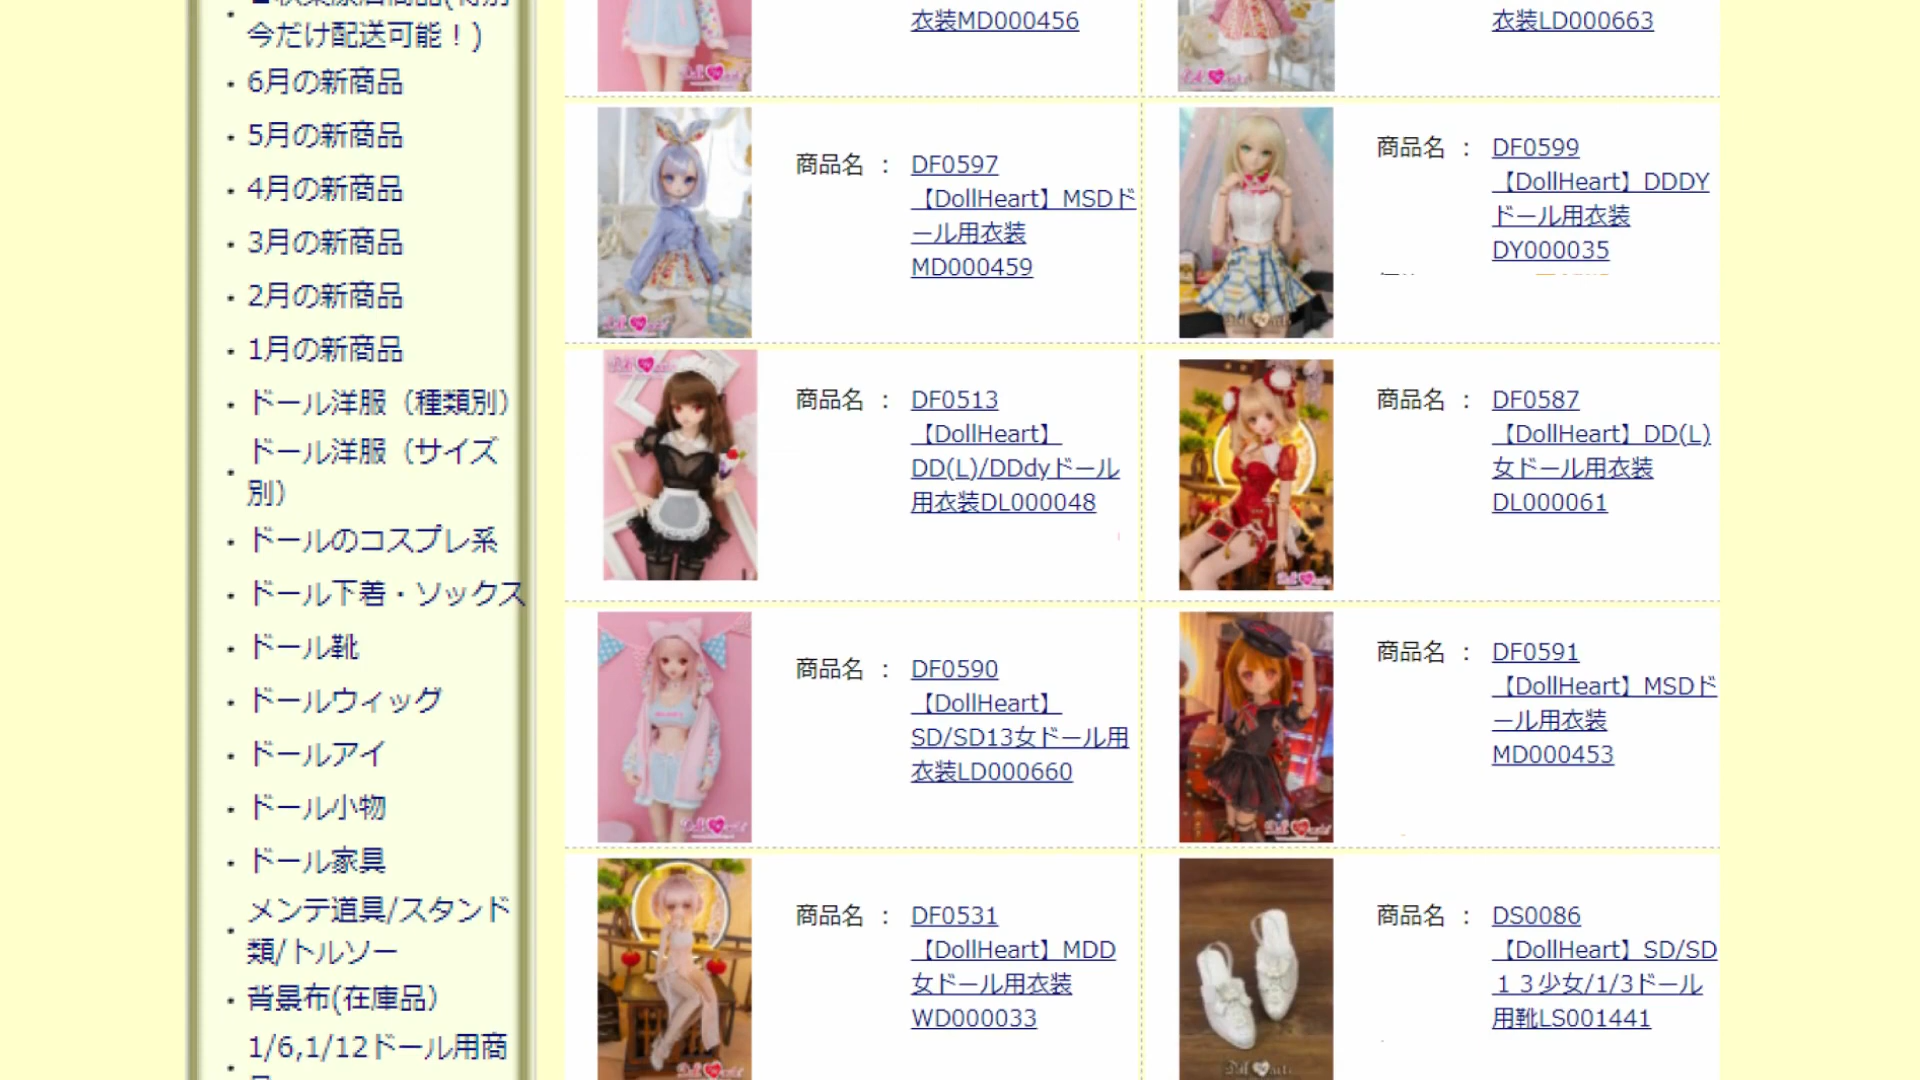 今だけ配送可能！)
・6月の新商品
・5月の新商品
・4月の新商品
・3月の新商品
・2月の新商品
・1月の新商品
・ドール洋服（種類別）
・ドール洋服（サイズ
別）
・ドールのコスプレ系
・ドール下着・ソックス
・ドール靴
・ドールウィッグ
・ドールアイ
・ドール小物
・ドール家具
・メンテ道具/スタンド
類/トルソー
・背景布(在庫品）
・1/6,1/12ドール用商
衣装MD000456
衣装LD000663
商品名 ： DF0597
【DollHeart】MSDド
ール用衣装
MD000459
商品名 ： DF0599
【DollHeart】DDDY
ドール用衣装
DY000035
商品名 ： DF0513
【DollHeart】
DD(L)/DDdyドール
用衣装DL000048
商品名 ： DF0587
【DollHeart】DD(L)
女ドール用衣装
DL000061
商品名 ： DF0590
【DollHeart】
SD/SD13女ドール用
衣装LD000660
商品名 ： DF0591
【DollHeart】MSDド
ール用衣装
MD000453
商品名 ： DF0531
【DollHeart】MDD
女ドール用衣装
WD000033
商品名 ： DS0086
【DollHeart】SD/SD
１３少女/1/3ドール
用靴LS001441